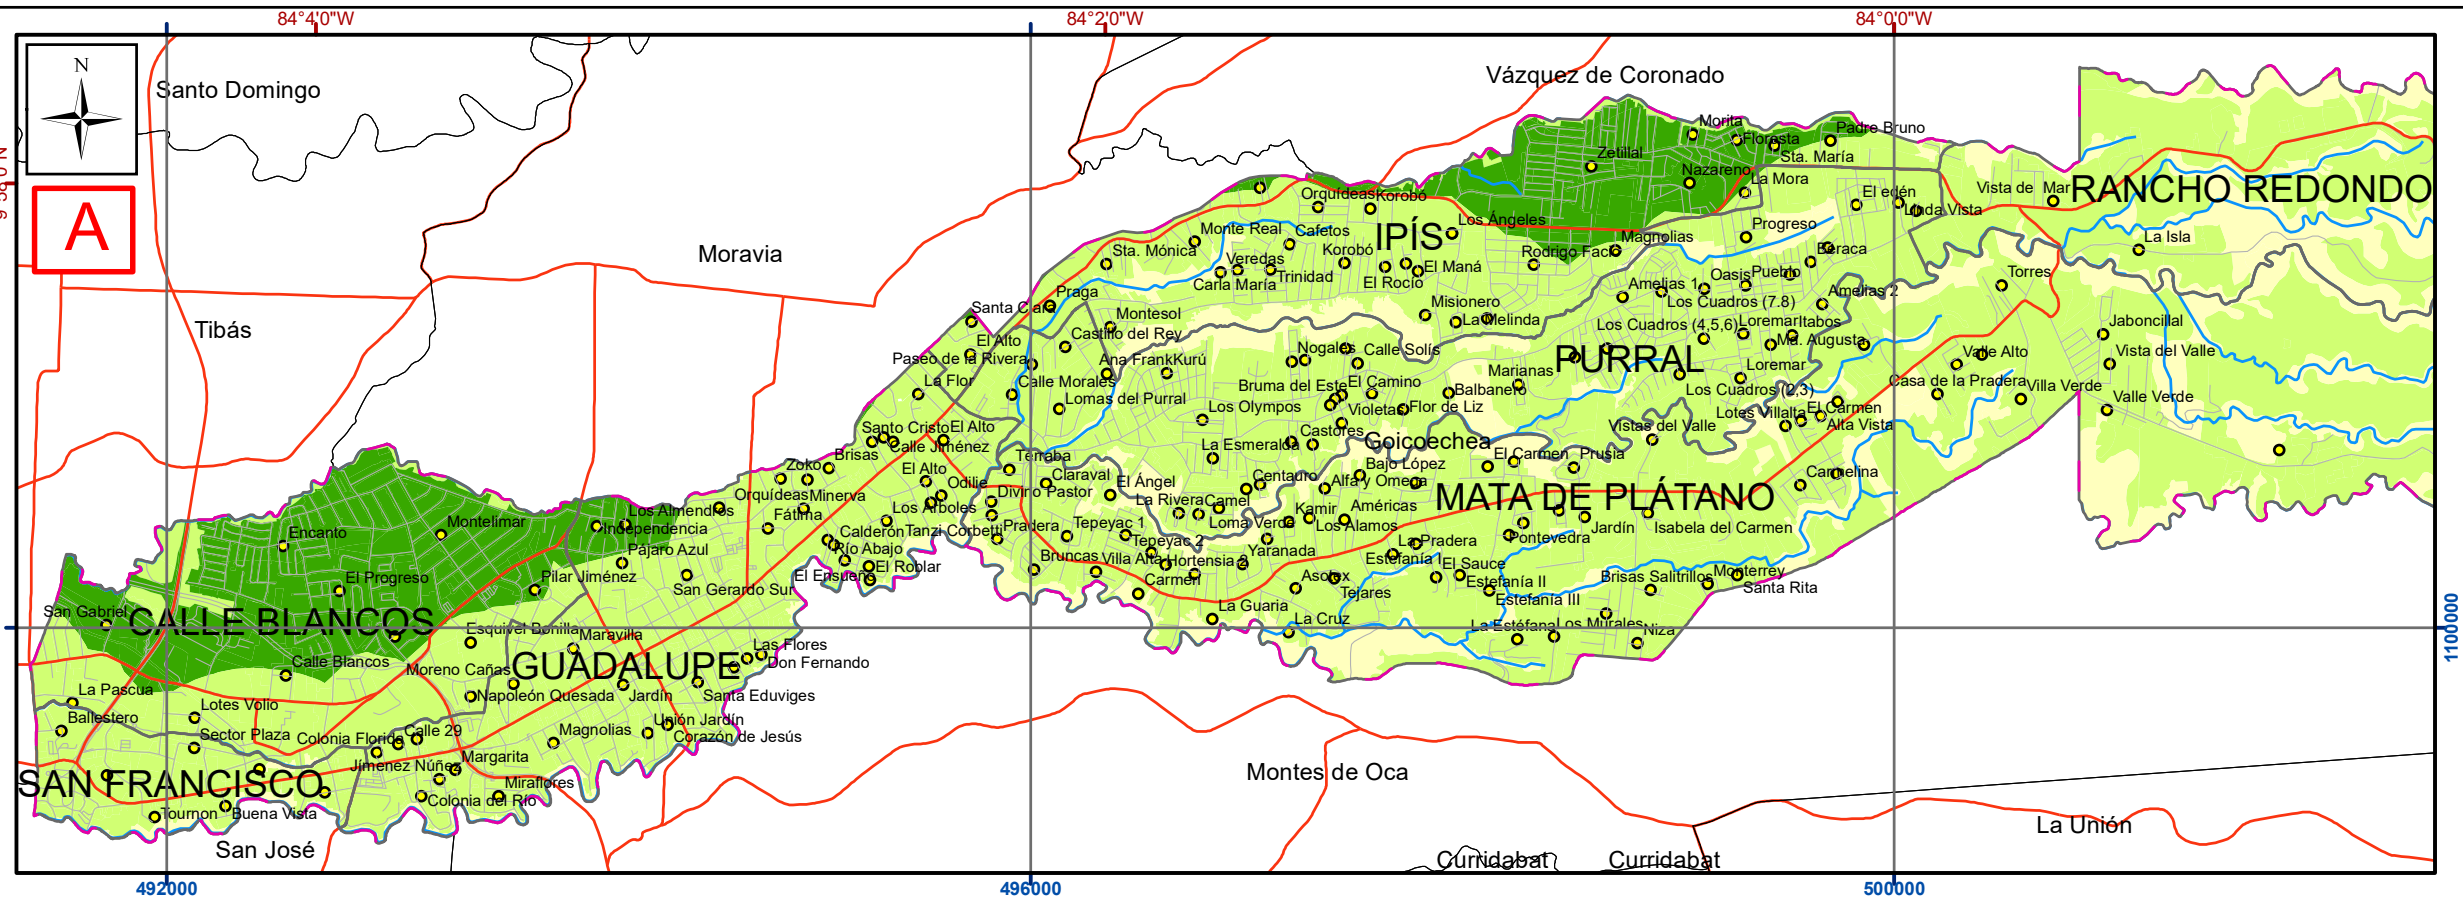 84°4'0"W
84°2'0"W
84°0'0"W
N
A
Santo Domingo
Vázquez de Coronado
Moravia
Tibás
Montes de Oca
La Unión
Curridabat
Curridabat
San José
Goicoechea
RANCHO REDONDO
IPÍS
PURRAL
MATA DE PLÁTANO
CALLE BLANCOS
GUADALUPE
SAN FRANCISCO
Morita
Floresta
Padre Bruno
Sta. María
Zetillal
Nazareno
La Mora
El edén
Linda Vista
Vista de Mar
Orquídeas
Korobó
Los Ángeles
Progreso
La Isla
Monte Real
Cafetos
Korobó
Rodrigo Facio
Magnolias
Beraca
Sta. Mónica
Veredas
Trinidad
Carla María
El Rocío
El Maná
Oasis
Pueblo
Torres
Amelias 1
Amelias 2
Los Cuadros (7.8)
Misionero
La Melinda
Praga
Santa Clara
Montesol
Castillo del Rey
Los Cuadros (4,5,6)
Loremar
Itabos
Jaboncillal
Md. Augusta
El Alto
Paseo de la Rivera
Ana Frank
Kurú
Nogales
Calle Solís
Valle Alto
Vista del Valle
La Flor
Calle Morales
Lomas del Purral
Bruma del Este
El Camino
Balbanero
Marianas
Loremar
Los Cuadros (2,3)
Casa de la Pradera
Villa Verde
Valle Verde
Los Olympos
Violetas
Flor de Liz
Lotes Villalta
El Carmen
Alta Vista
Vistas del Valle
Santo Cristo
El Alto
Calle Jiménez
La Esmeralda
Castores
Brisas
Zoko
Terraba
El Carmen
Prusia
Carmelina
El Alto
Odilie
Claraval
El Ángel
Centauro
Bajo López
Alfa y Omega
Orquídeas
Minerva
Divino Pastor
La Rivera
Camel
Kamir
Américas
Los Almendros
Independencia
Fátima
Los Árboles
Pradera
Tepeyac 1
Loma Verde
Los Alamos
Jardín
Isabela del Carmen
Encanto
Montelimar
Calderón
Tanzi Corbetti
Tepeyac 2
Yaranada
La Pradera
Pontevedra
Pájaro Azul
Río Abajo
El Roblar
El Ensueño
Bruncas
Villa Alta
Hortensia 2
Carmen
Estefanía I
El Sauce
Estefanía II
Estefanía III
Brisas Salitrillos
Monterrey
Santa Rita
El Progreso
Pilar Jiménez
San Gerardo Sur
Asotex
Tejares
San Gabriel
La Guaria
La Cruz
La Estéfana
Los Murales
Niza
Esquivel Bonilla
Maravilla
Las Flores
Don Fernando
Calle Blancos
Moreno Cañas
Napoleón Quesada
Jardín
Santa Eduviges
La Pascua
Ballestero
Lotes Volio
Sector Plaza
Colonia Florida
Calle 29
Magnolias
Unión Jardín
Corazón de Jesús
Jímenez Núñez
Margarita
Miraflores
Colonia del Río
Tournon
Buena Vista
492000
496000
500000
1100000